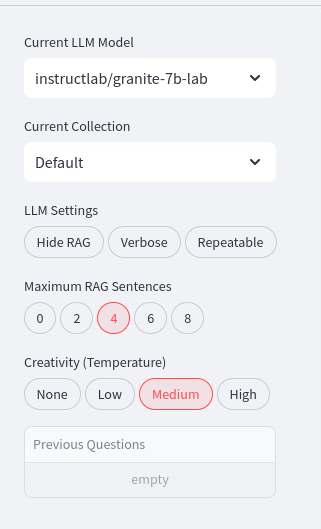 Current LLM Model
instructlab/granite-7b-lab
Current Collection
Default
LLM Settings
Hide RAG Verbose Repeatable
Maximum RAG Sentences
0 2 4 6 8
Creativity (Temperature)
None Low Medium High
Previous Questions
empty